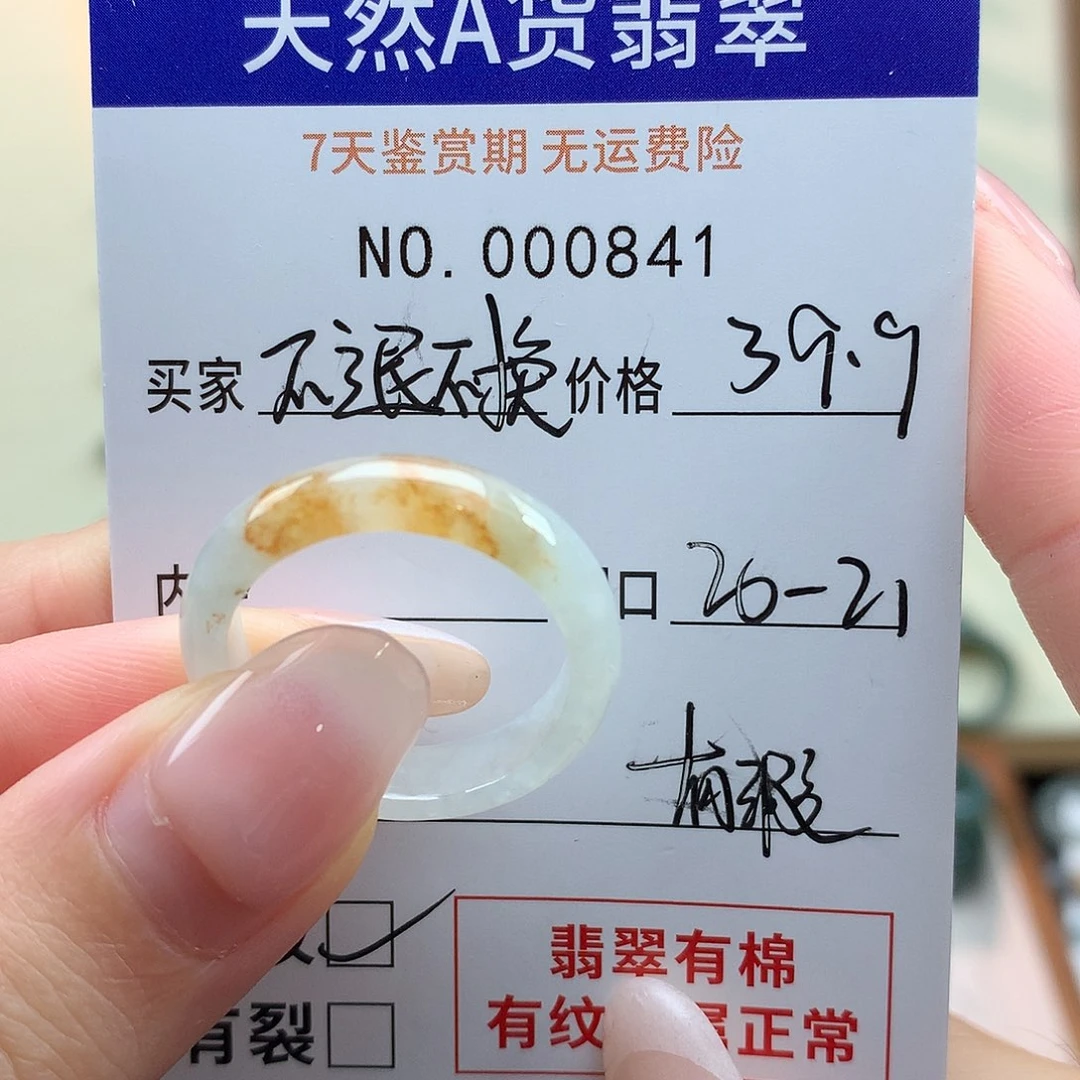 天然A货翡翠
7天鉴赏期 无运费险
NO.000841
买家 不退不换 价格 39.9
内 口 20-21
有瑕
翡翠有棉
有裂
有纹 正常